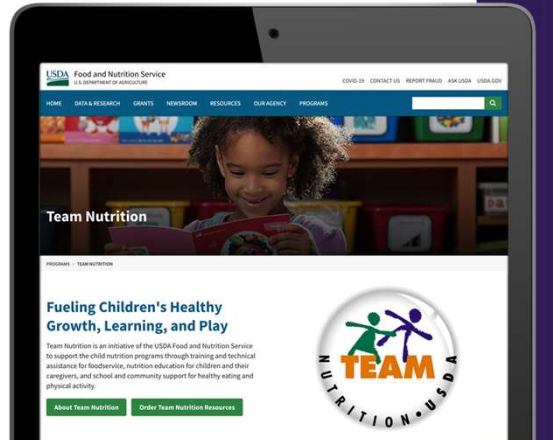 USDA Food and Nutrition Service
U.S. DEPARTMENT OF AGRICULTURE
COVID-19 CONTACT US REPORT FRAUD ASK USDA USDA.GOV
HOME DATA & RESEARCH GRANTS NEWSROOM RESOURCES OUR AGENCY PROGRAMS
Team Nutrition
PROGRAMS > TEAM NUTRITION
Fueling Children's Healthy
Growth, Learning, and Play
Team Nutrition is an initiative of the USDA Food and Nutrition Service
to support the child nutrition programs through training and technical
assistance for foodservice, nutrition education for children and their
caregivers, and school and community support for healthy eating and
physical activity.
About Team Nutrition Order Team Nutrition Resources
TEAM
NUTRITION • USDA